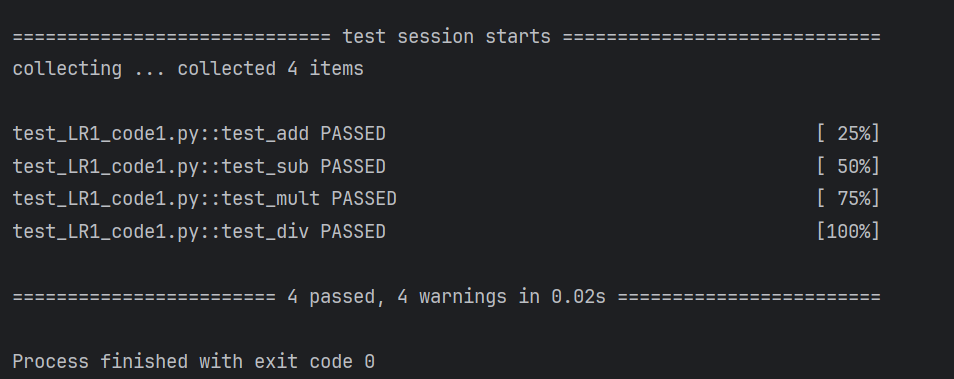 ============================= test session starts =============================
collecting ... collected 4 items
test_LR1_code1.py::test_add PASSED                                       [ 25%]
test_LR1_code1.py::test_sub PASSED                                       [ 50%]
test_LR1_code1.py::test_mult PASSED                                      [ 75%]
test_LR1_code1.py::test_div PASSED                                       [100%]
======================== 4 passed, 4 warnings in 0.02s ========================
Process finished with exit code 0